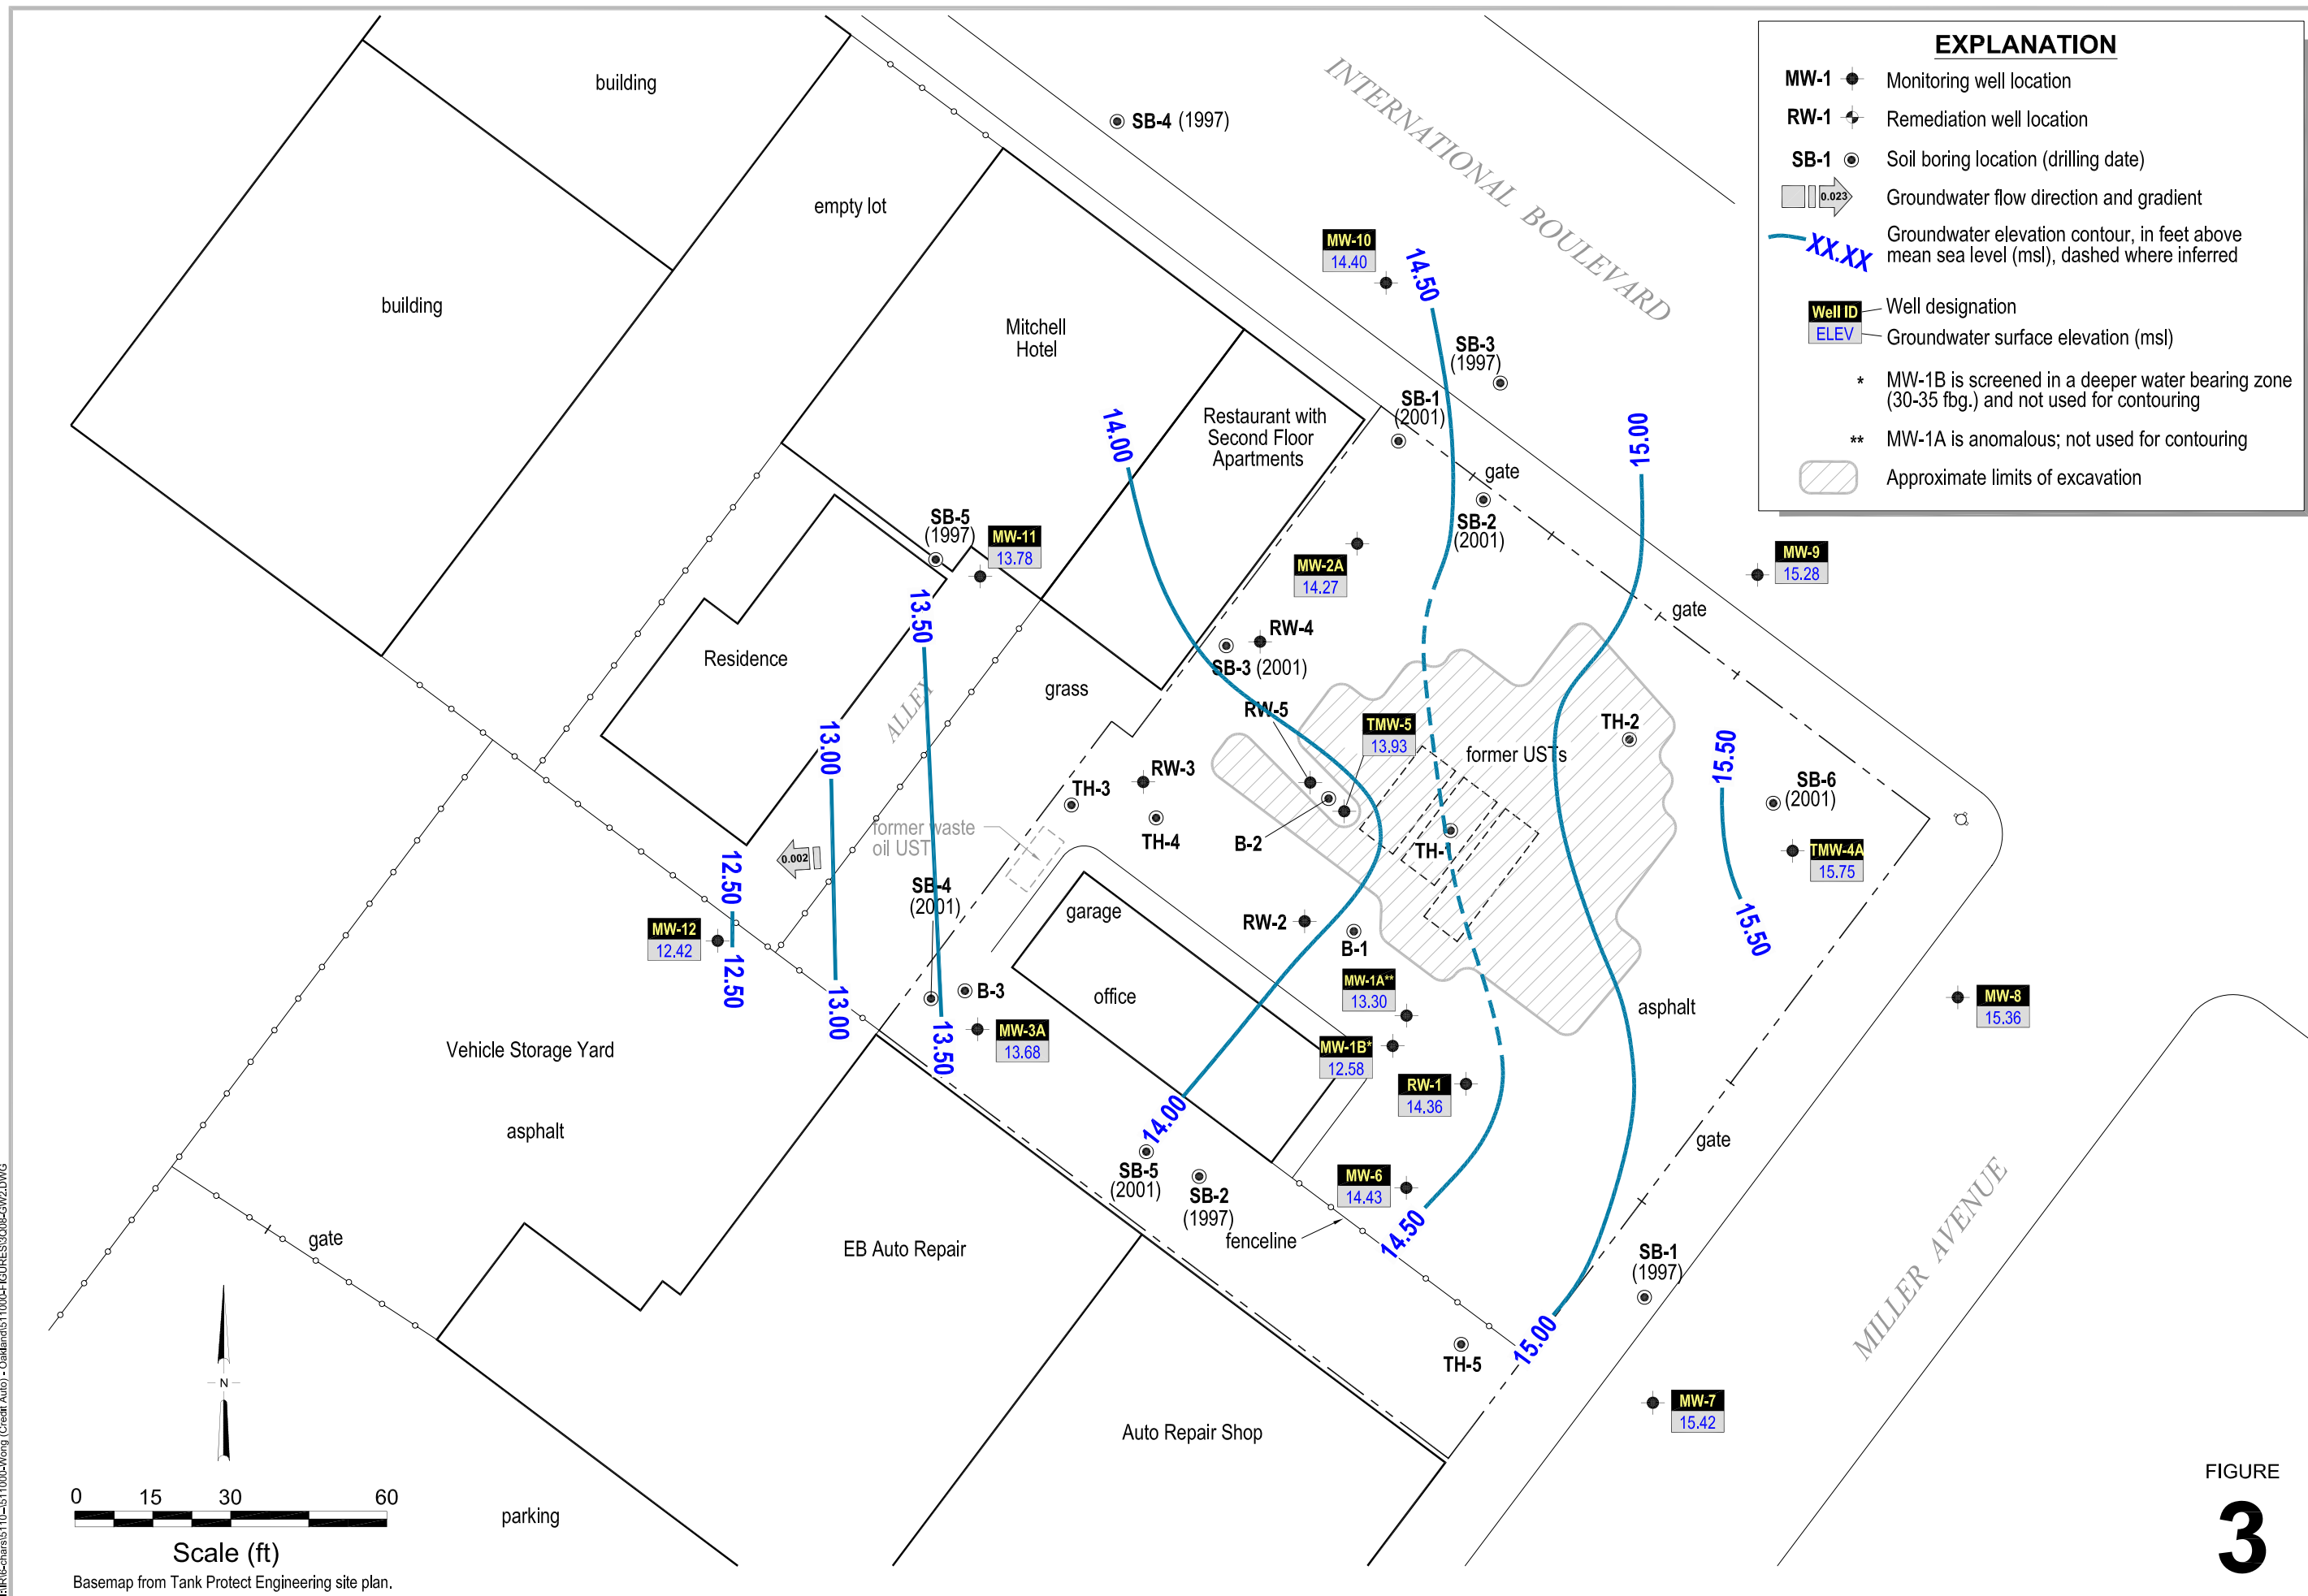 EXPLANATION
MW-1 Monitoring well location
RW-1 Remediation well location
SB-1 Soil boring location (drilling date)
0.023 Groundwater flow direction and gradient
XX.XX Groundwater elevation contour, in feet above
mean sea level (msl), dashed where inferred
Well ID Well designation
ELEV Groundwater surface elevation (msl)
* MW-1B is screened in a deeper water bearing zone
(30-35 fbg.) and not used for contouring
** MW-1A is anomalous; not used for contouring
Approximate limits of excavation
building
SB-4 (1997)
INTERNATIONAL BOULEVARD
empty lot
building
MW-10
14.40
14.50
Mitchell
Hotel
SB-3
(1997)
SB-1
(2001)
Restaurant with
Second Floor
Apartments
14.00
15.00
gate
SB-2
(2001)
SB-5
(1997)
MW-11
13.78
MW-2A
14.27
MW-9
15.28
13.50
gate
RW-4
SB-3 (2001)
Residence
grass
ALLEY
RW-5
TMW-5
13.93
TH-2
former USTs
13.00
15.50
RW-3
TH-3
TH-4
SB-6
(2001)
former waste
oil UST
B-2
TH-1
TMW-4A
15.75
0.002
12.50
SB-4
(2001)
garage
RW-2
B-1
15.50
MW-12
12.42
12.50
B-3
office
MW-1A**
13.30
asphalt
MW-8
15.36
13.00
13.50
MW-3A
13.68
MW-1B*
12.58
RW-1
14.36
Vehicle Storage Yard
asphalt
14.00
gate
SB-5
(2001)
SB-2
(1997)
MW-6
14.43
14.50
fenceline
MILLER AVENUE
gate
EB Auto Repair
SB-1
(1997)
15.00
TH-5
N
MW-7
15.42
Auto Repair Shop
0 15 30 60
Scale (ft)
Basemap from Tank Protect Engineering site plan.
parking
FIGURE
3